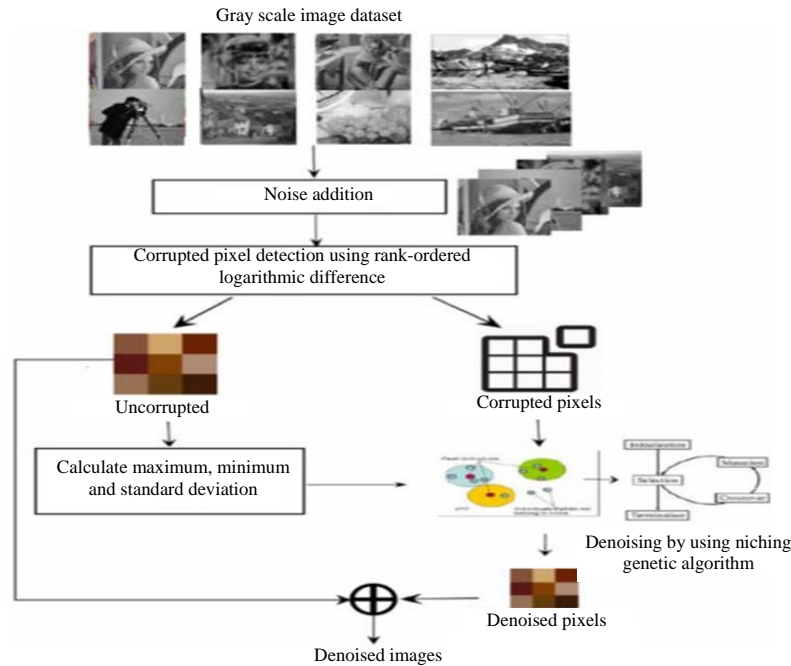 Gray scale image dataset
Noise addition
Corrupted pixel detection using rank-ordered
logarithmic difference
Uncorrupted
Corrupted pixels
Calculate maximum, minimum
and standard deviation
Initialization
Mutation
Selection
Crossover
Termination
Denoising by using niching
genetic algorithm
Denoised pixels
Denoised images